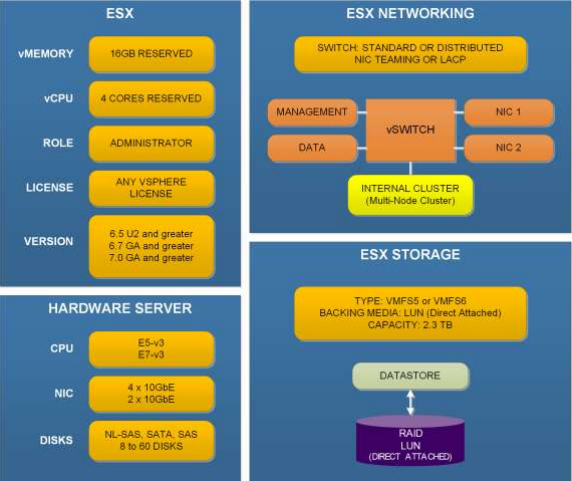 ESX
vMEMORY
16GB RESERVED
vCPU
4 CORES RESERVED
ROLE
ADMINISTRATOR
LICENSE
ANY VSPHERE
LICENSE
VERSION
6.5 U2 and greater
6.7 GA and greater
7.0 GA and greater
HARDWARE SERVER
CPU
E5-v3
E7-v3
NIC
4 x 10GbE
2 x 10GbE
DISKS
NL-SAS, SATA, SAS
8 to 60 DISKS
ESX NETWORKING
SWITCH: STANDARD OR DISTRIBUTED
NIC TEAMING OR LACP
MANAGEMENT
DATA
vSWITCH
NIC 1
NIC 2
INTERNAL CLUSTER
(Multi-Node Cluster)
ESX STORAGE
TYPE: VMFS5 or VMFS6
BACKING MEDIA: LUN (Direct Attached)
CAPACITY: 2.3 TB
DATASTORE
RAID
LUN
(DIRECT ATTACHED)